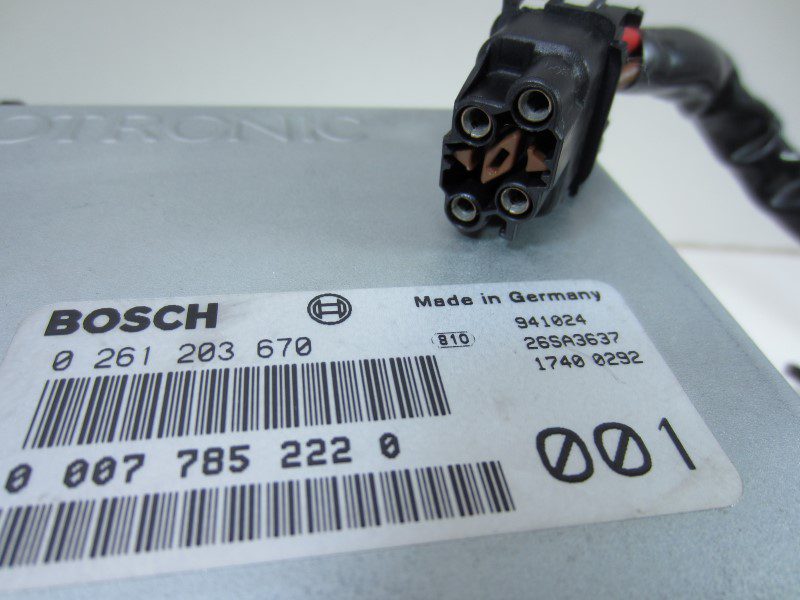 OTRONIC
BOSCH
Made in Germany
0 261 203 670
810
941024
26SA3637
1740 0292
0 007 785 222 0
001